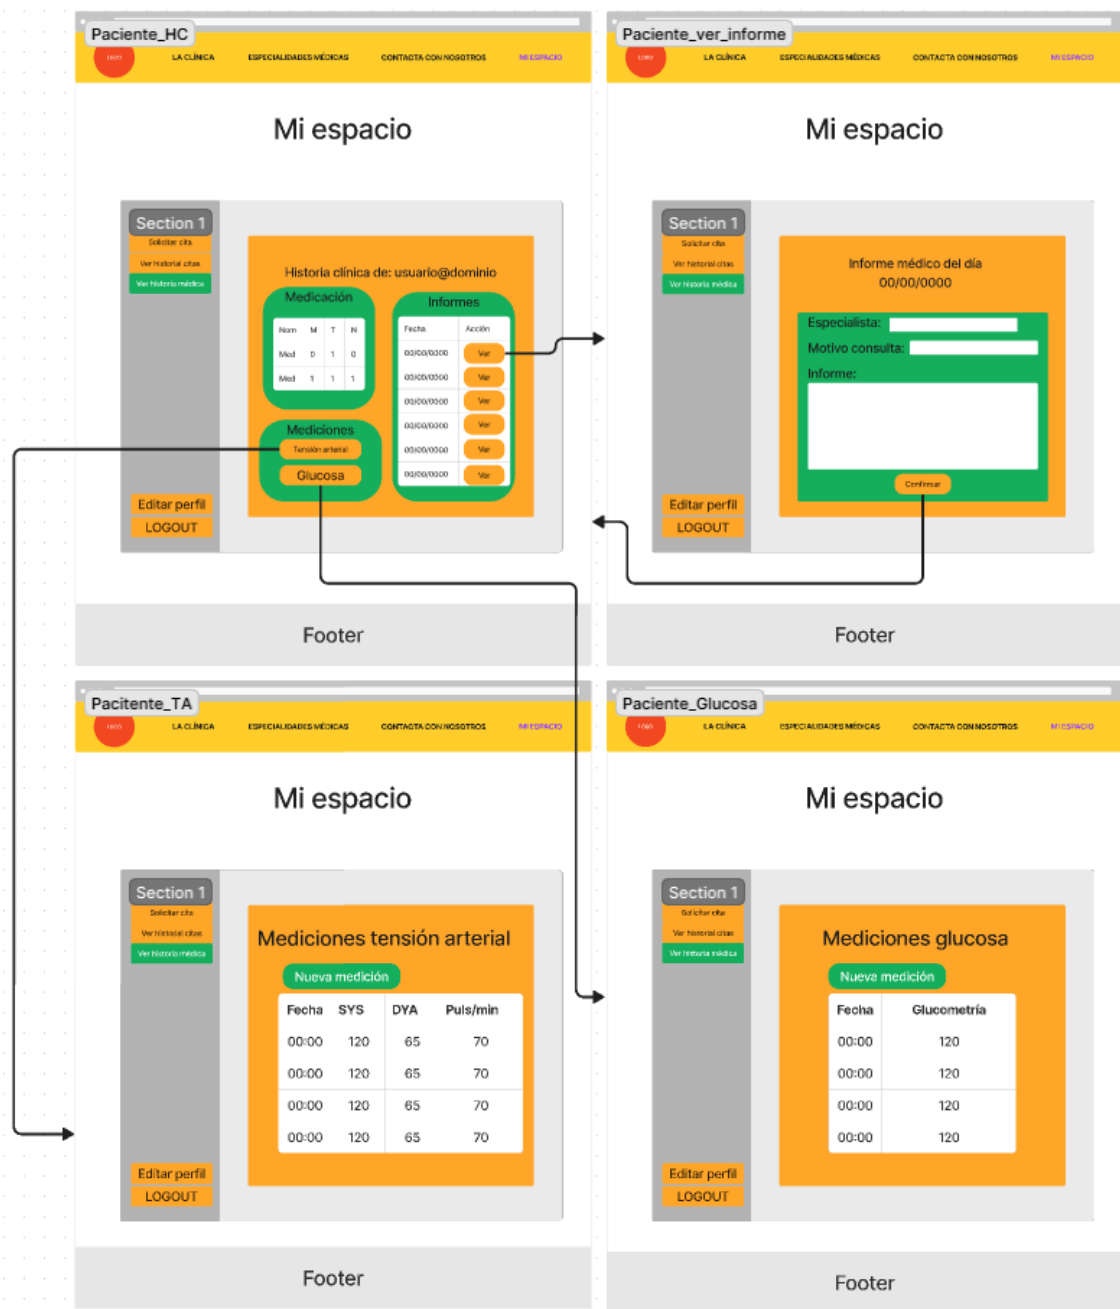 Paciente_HC
LOGO
LA CLÍNICA
ESPECIALIDADES MÉDICAS
CONTACTA CON NOSOTROS
MI ESPACIO
Mi espacio
Section 1
Solicitar cita
Ver historial citas
Ver historia médica
Historia clínica de: usuario@dominio
Medicación
Nom M T N
Med 0 1 0
Med 1 1 1
Mediciones
Tensión arterial
Glucosa
Informes
Fecha Acción
00/00/0000 Ver
00/00/0000 Ver
00/00/0000 Ver
00/00/0000 Ver
00/00/0000 Ver
00/00/0000 Ver
Editar perfil
LOGOUT
Footer
Paciente_ver_informe
LOGO
LA CLÍNICA
ESPECIALIDADES MÉDICAS
CONTACTA CON NOSOTROS
MI ESPACIO
Mi espacio
Section 1
Solicitar cita
Ver historial citas
Ver historia médica
Informe médico del día
00/00/0000
Especialista:
Motivo consulta:
Informe:
Confirmar
Editar perfil
LOGOUT
Footer
Pacitente_TA
LOGO
LA CLÍNICA
ESPECIALIDADES MÉDICAS
CONTACTA CON NOSOTROS
MI ESPACIO
Mi espacio
Section 1
Solicitar cita
Ver historial citas
Ver historia médica
Mediciones tensión arterial
Nueva medición
Fecha SYS DYA Puls/min
00:00 120 65 70
00:00 120 65 70
00:00 120 65 70
00:00 120 65 70
Editar perfil
LOGOUT
Footer
Paciente_Glucosa
LOGO
LA CLÍNICA
ESPECIALIDADES MÉDICAS
CONTACTA CON NOSOTROS
MI ESPACIO
Mi espacio
Section 1
Solicitar cita
Ver historial citas
Ver historia médica
Mediciones glucosa
Nueva medición
Fecha Glucometría
00:00 120
00:00 120
00:00 120
00:00 120
Editar perfil
LOGOUT
Footer